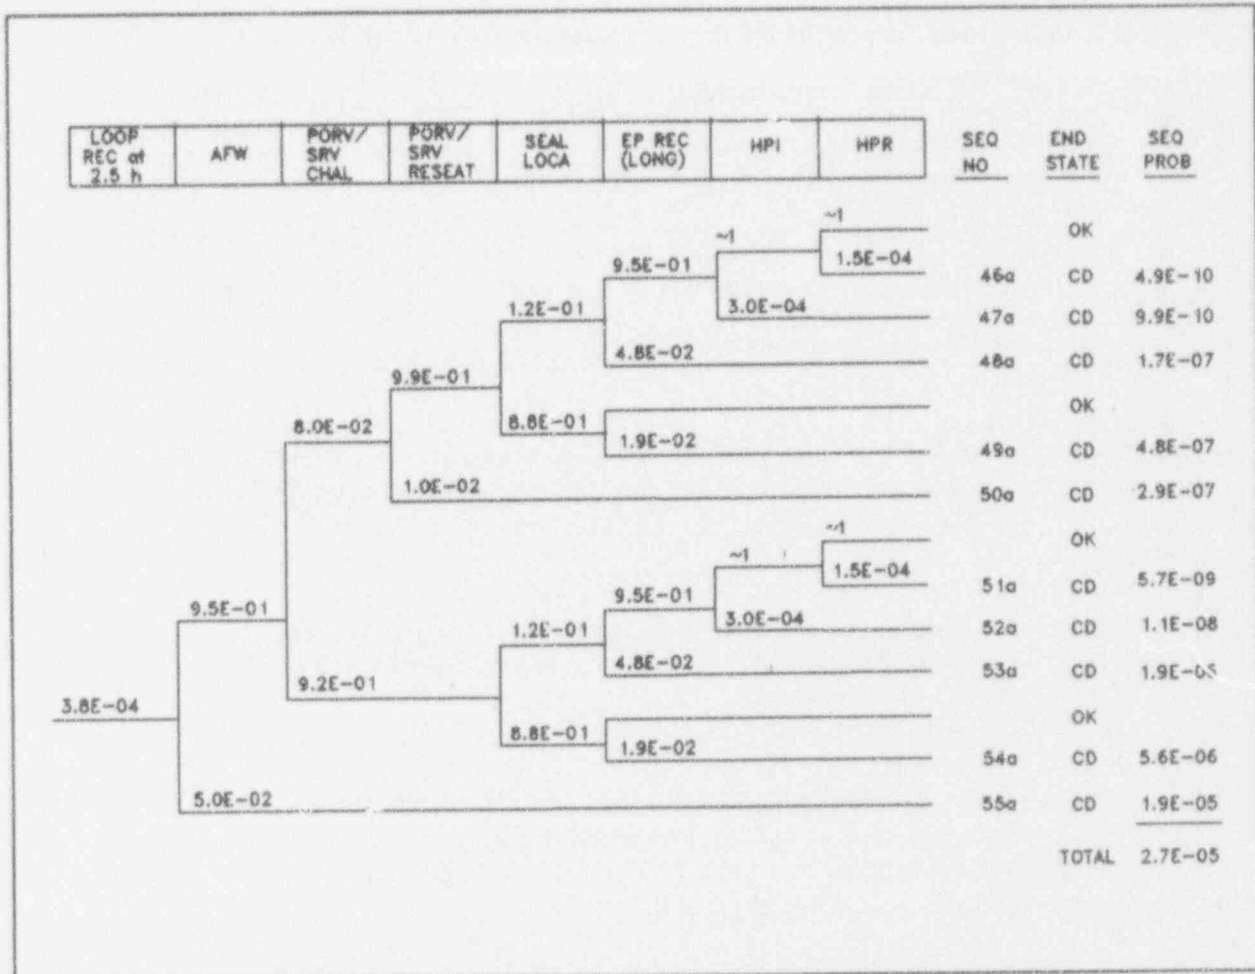 LOOP REC at 2.5 h AFW PORV/ SRV CHAL PORV/ SRV RESEAT SEAL LOCA EP REC (LONG) HPI HPR SEQ NO END STATE SEQ PROB
~1 OK
~1
9.5E-01 1.5E-04 46a CD 4.9E-10
1.2E-01 3.0E-04 47a CD 9.9E-10
4.8E-02 48a CD 1.7E-07
9.9E-01
OK
8.0E-02 8.8E-01
1.9E-02 49a CD 4.8E-07
1.0E-02 50a CD 2.9E-07
~1 OK
~1
1.5E-04 51a CD 5.7E-09
9.5E-01 9.5E-01
1.2E-01 3.0E-04 52a CD 1.1E-08
4.8E-02 53a CD
9.2E-01
3.8E-04 OK
8.8E-01
1.9E-02 54a CD 5.6E-06
5.0E-02 55a CD 1.9E-05
TOTAL 2.7E-05